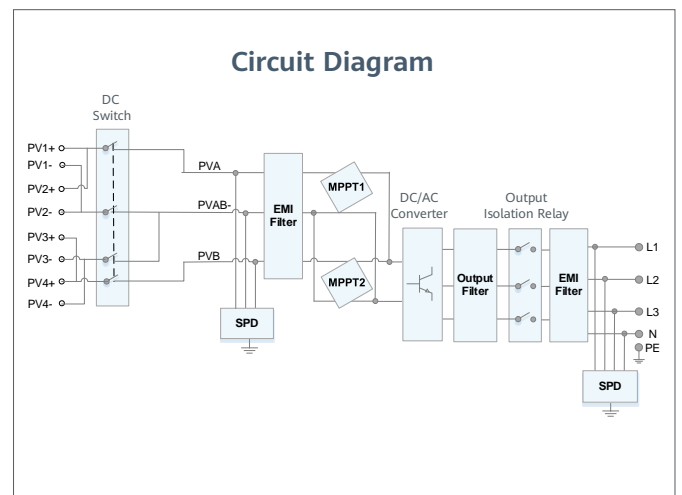 Circuit Diagram
DC
Switch
PV1+
PV1-
PV2+
PV2-
PV3+
PV3-
PV4+
PV4-
PVA
PVAB-
PVB
EMI
Filter
SPD
MPPT1
MPPT2
DC/AC
Converter
Output
Filter
Output
Isolation Relay
EMI
Filter
L1
L2
L3
N
PE
SPD